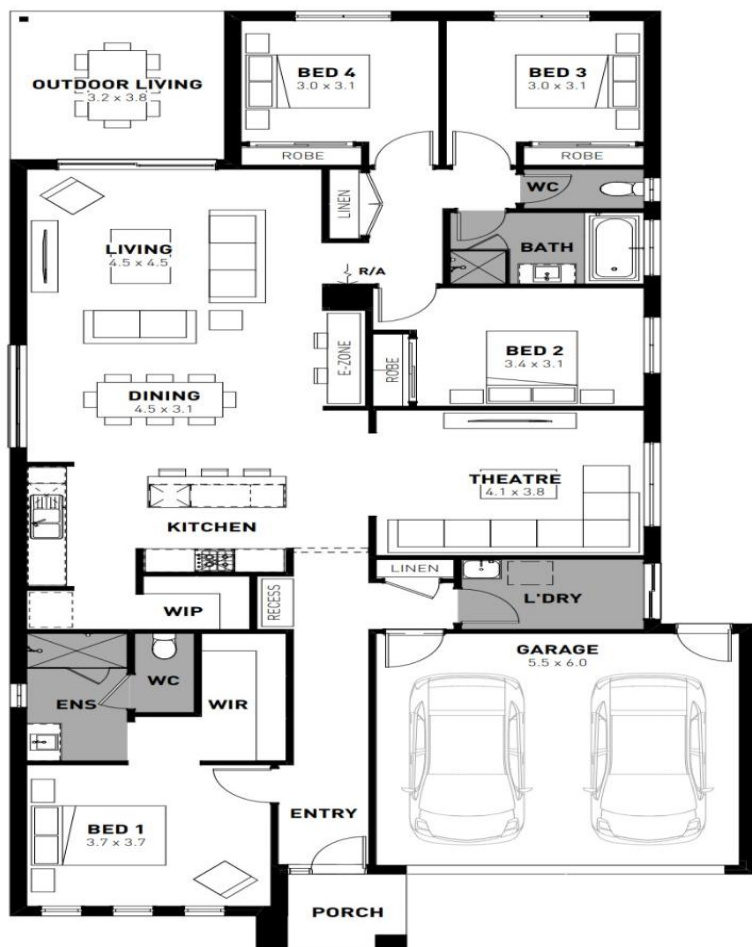 OUTDOOR LIVING
3.2 x 3.8
BED 4
3.0 x 3.1
BED 3
3.0 x 3.1
ROBE
ROBE
LINEN
WC
BATH
LIVING
4.5 x 4.5
R/A
E-ZONE
ROBE
BED 2
3.4 x 3.1
DINING
4.5 x 3.1
THEATRE
4.1 x 3.8
KITCHEN
LINEN
L'DRY
WIP
RECESS
GARAGE
5.5 x 6.0
ENS
WC
WIR
BED 1
3.7 x 3.7
ENTRY
PORCH